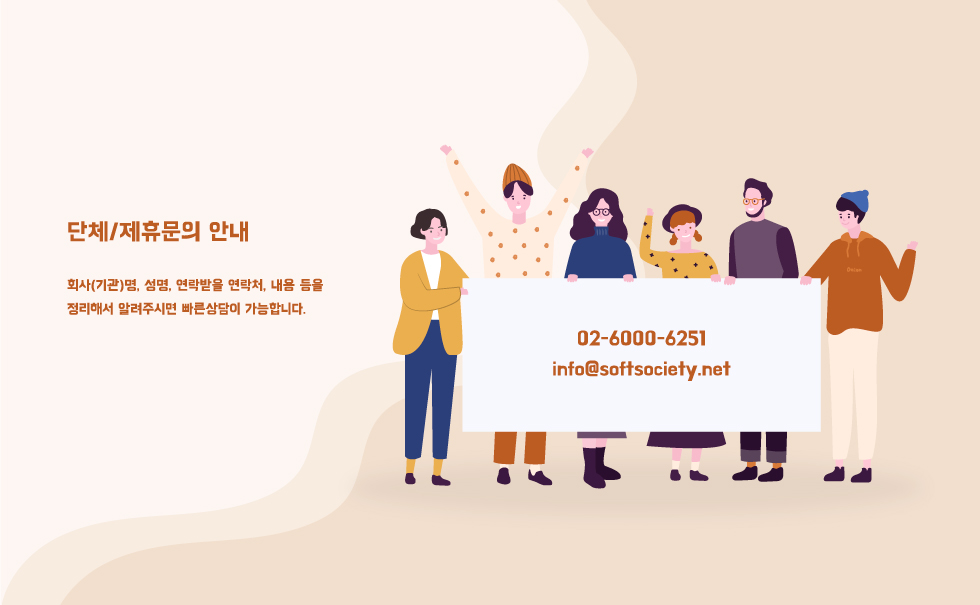 단체/제휴문의 안내
회사(기관)명, 성명, 연락받을 연락처, 내용 등을
정리해서 알려주시면 빠른상담이 가능합니다.
02-6000-6251
info@softsociety.net